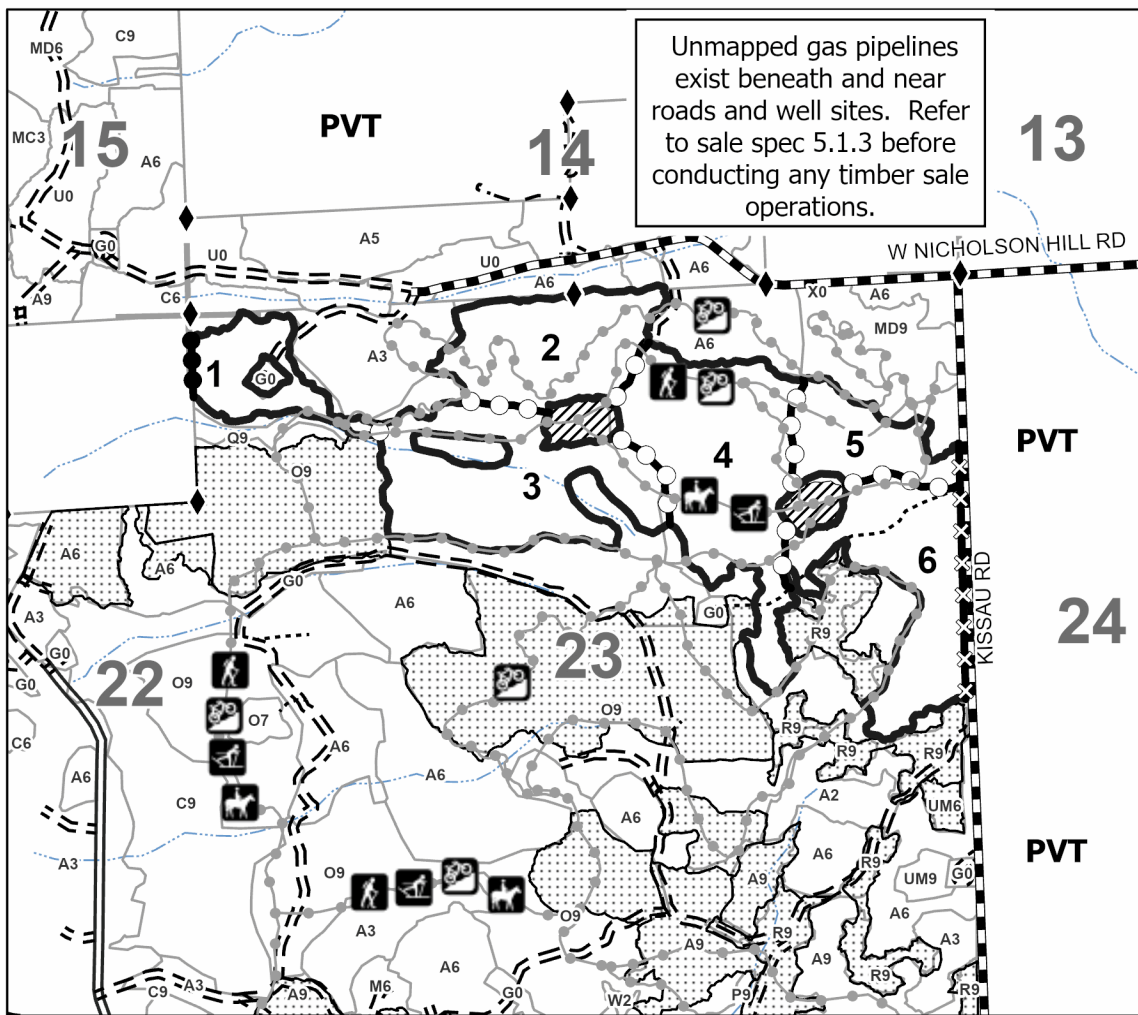 Unmapped gas pipelines
exist beneath and near
roads and well sites. Refer
to sale spec 5.1.3 before
conducting any timber sale
operations.
MD6
C9
MC3
15
A6
U0
G0
A9
PVT
14
13
W NICHOLSON HILL RD
A5
U0
U0
C6
A6
A6
X0
A6
MD9
A3
2
A6
1
G0
Q9
O9
3
4
5
PVT
6
KISSAU RD
24
A6
A6
A3
G0
G0
22
O9
O7
C6
A6
C9
A3
G0
A6
23
G0
R9
O9
A6
A6
R9
R9
R9
A2
UM6
A6
A6
R9
PVT
UM9
G0
A9
A6
O9
A3
O9
R9
A9
A3
A6
A9
R9
M6
G0
W2
P9
R9
C9
A3
A9